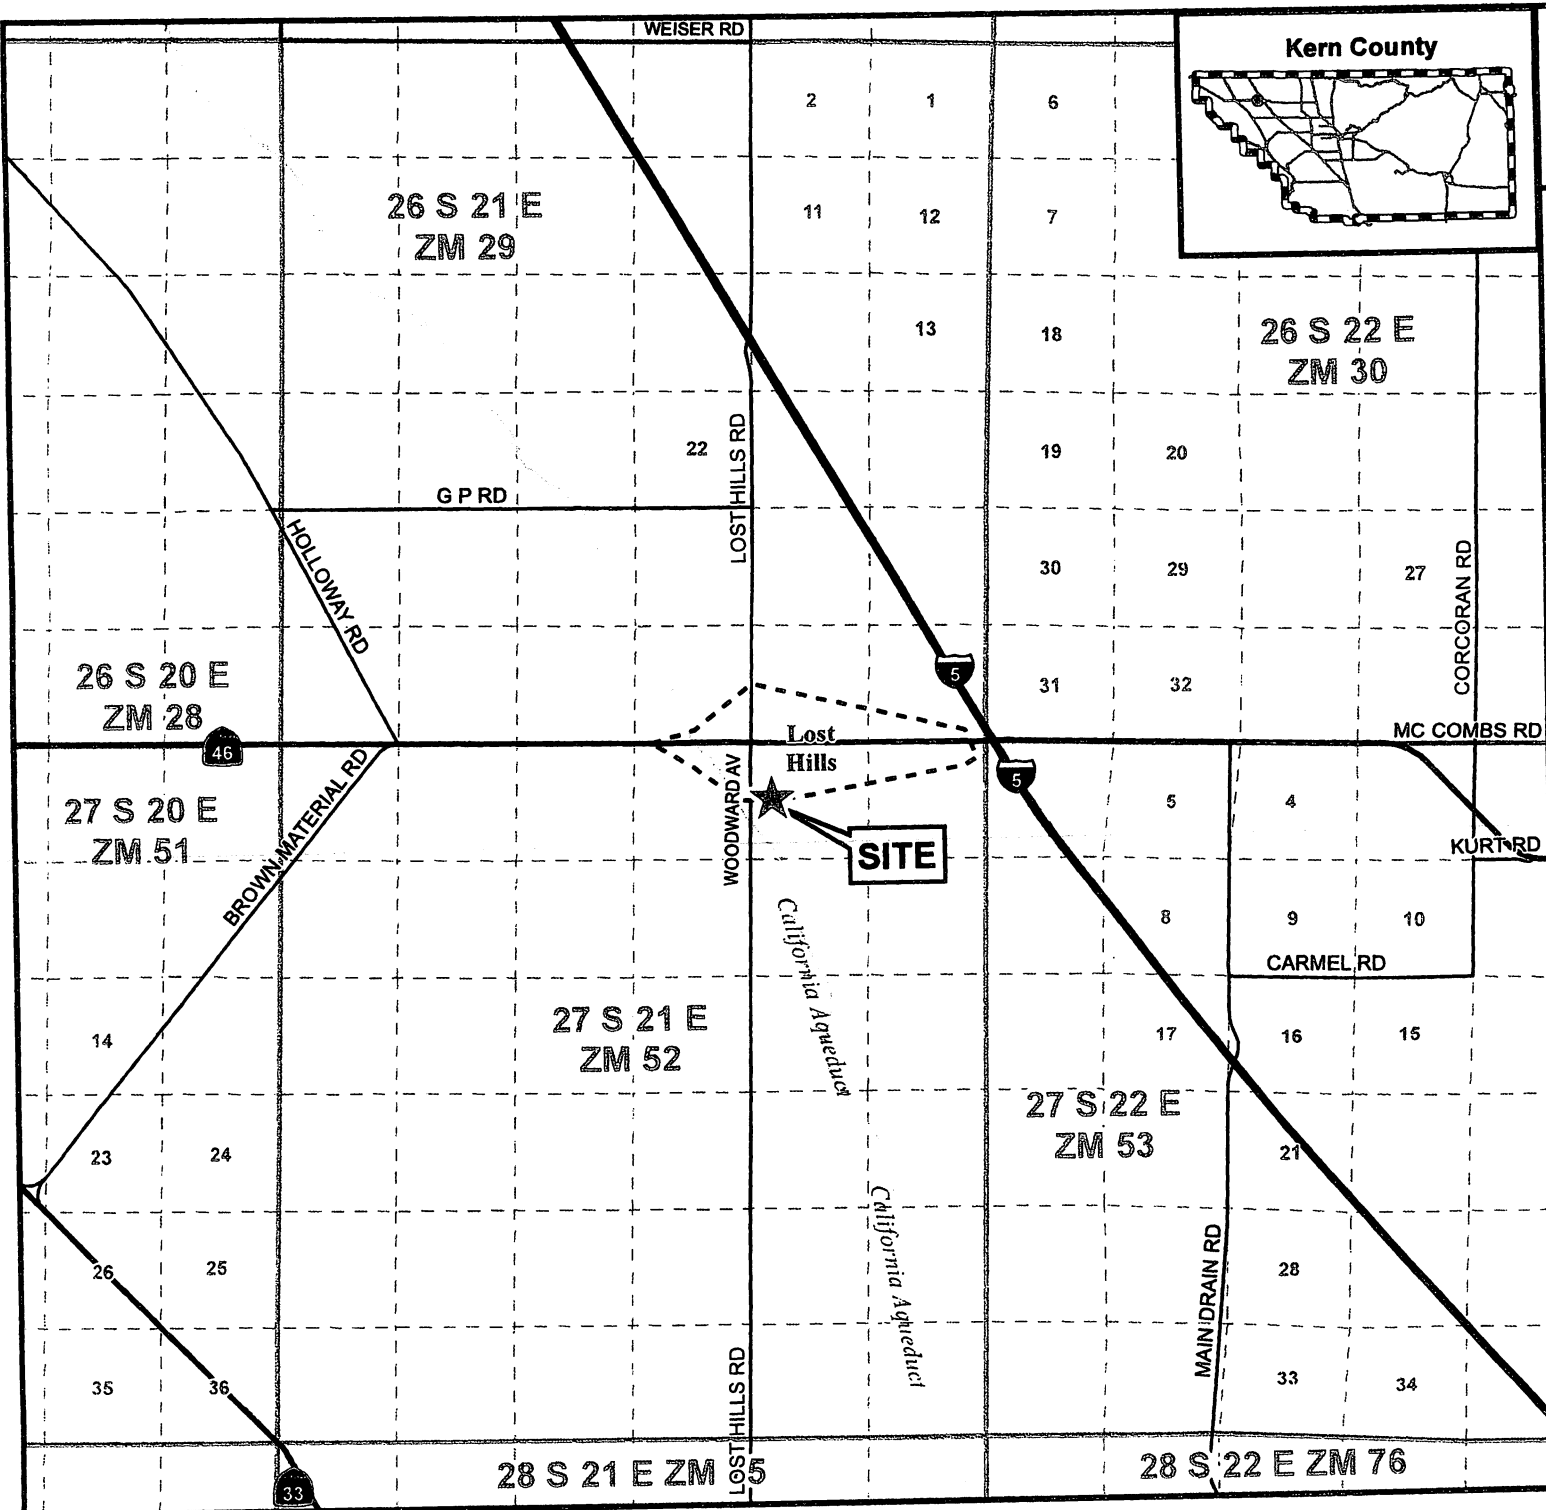 WEISER RD
Kern County
2
1
6
26 S 21 E
ZM 29
11
12
7
13
18
26 S 22 E
ZM 30
22
LOST HILLS RD
19
20
G P RD
HOLLOWAY RD
30
29
27
CORCORAN RD
26 S 20 E
ZM 28
5
31
32
46
Lost
Hills
MC COMBS RD
5
27 S 20 E
ZM 51
BROWN MATERIAL RD
WOODWARD AV
SITE
5
4
KURT RD
California Aqueduct
8
9
10
CARMEL RD
14
27 S 21 E
ZM 52
17
16
15
27 S 22 E
ZM 53
23
24
21
California Aqueduct
MAIN DRAIN RD
26
25
28
35
36
LOST HILLS RD
33
34
33
28 S 21 E ZM 5
28 S 22 E ZM 76